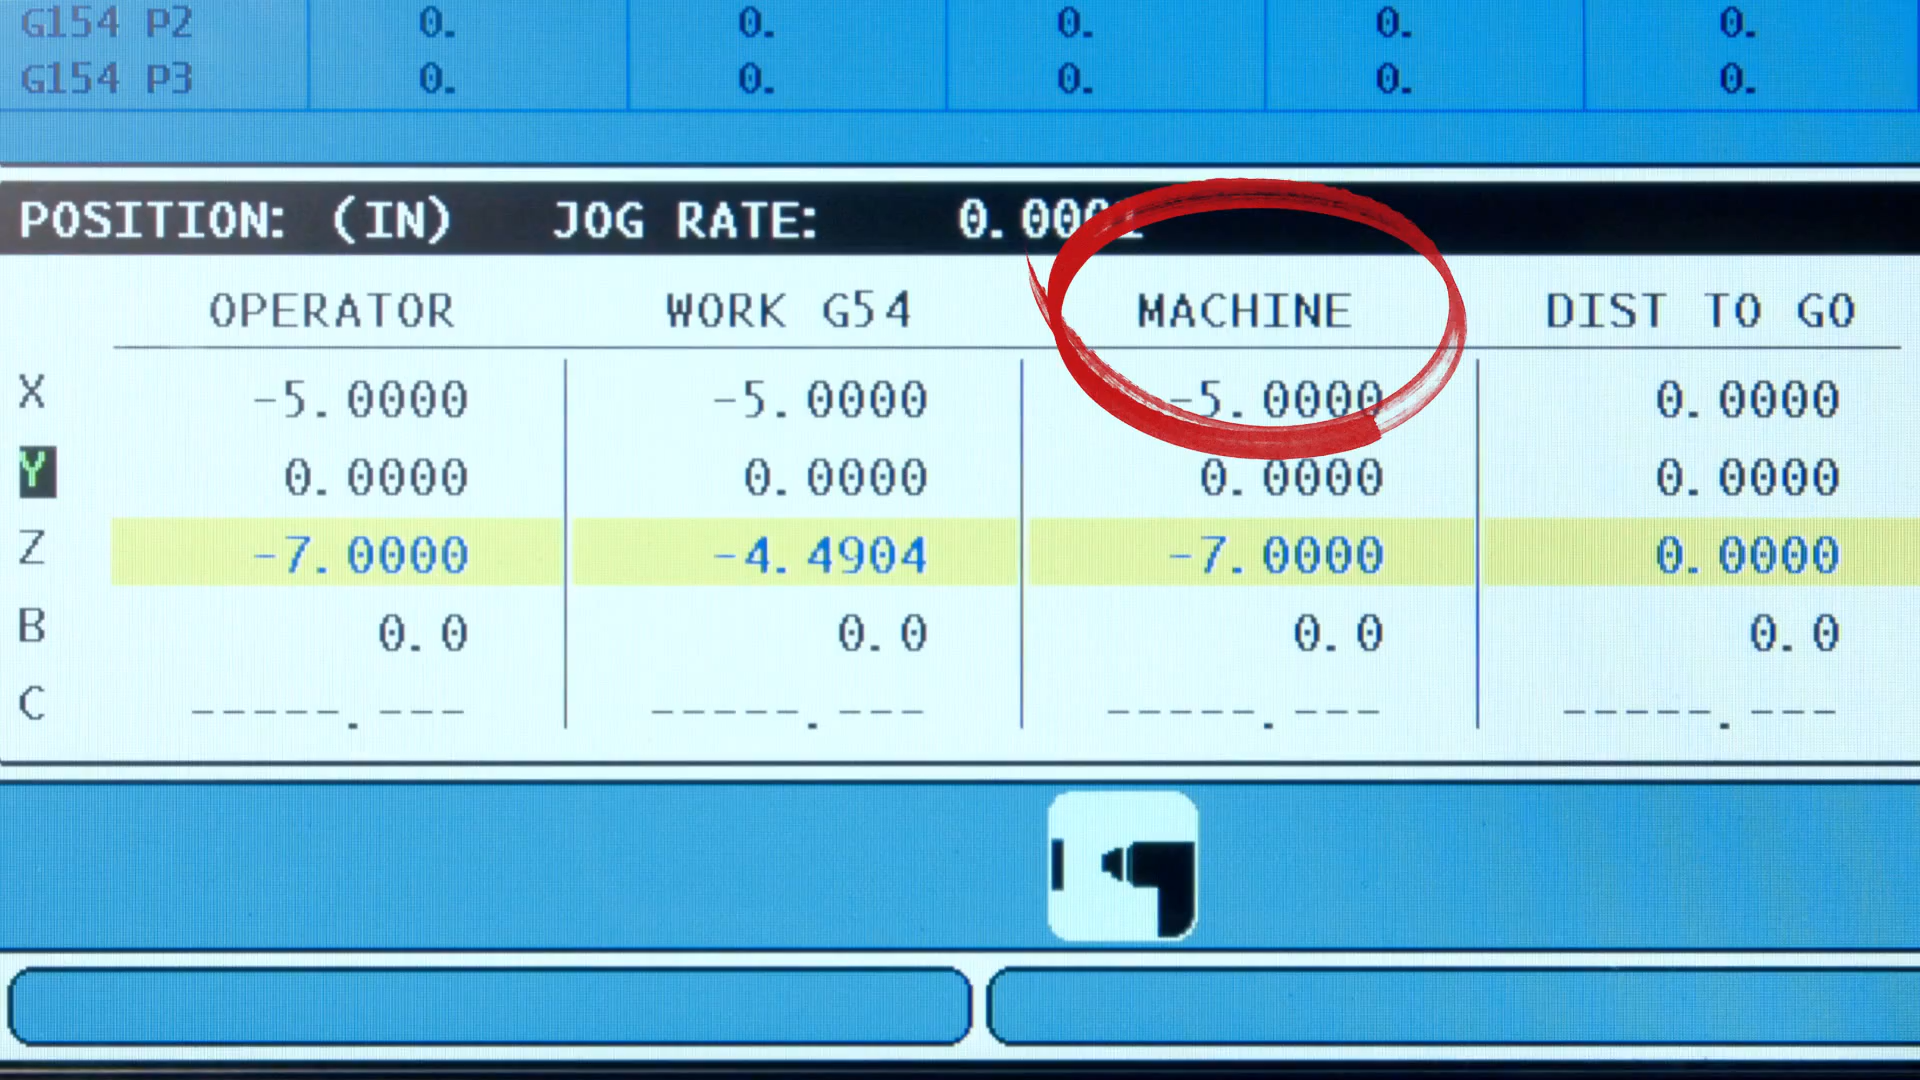 G154 P2 0. 0. 0. 0. 0.
G154 P3 0. 0. 0. 0. 0.
POSITION: (IN) JOG RATE: 0.0001
OPERATOR WORK G54 MACHINE DIST TO GO
X -5.0000 -5.0000 -5.0000 0.0000
Y 0.0000 0.0000 0.0000 0.0000
Z -7.0000 -4.4904 -7.0000 0.0000
B 0.0 0.0 0.0 0.0
C -----.--- -----.--- -----.--- -----.---